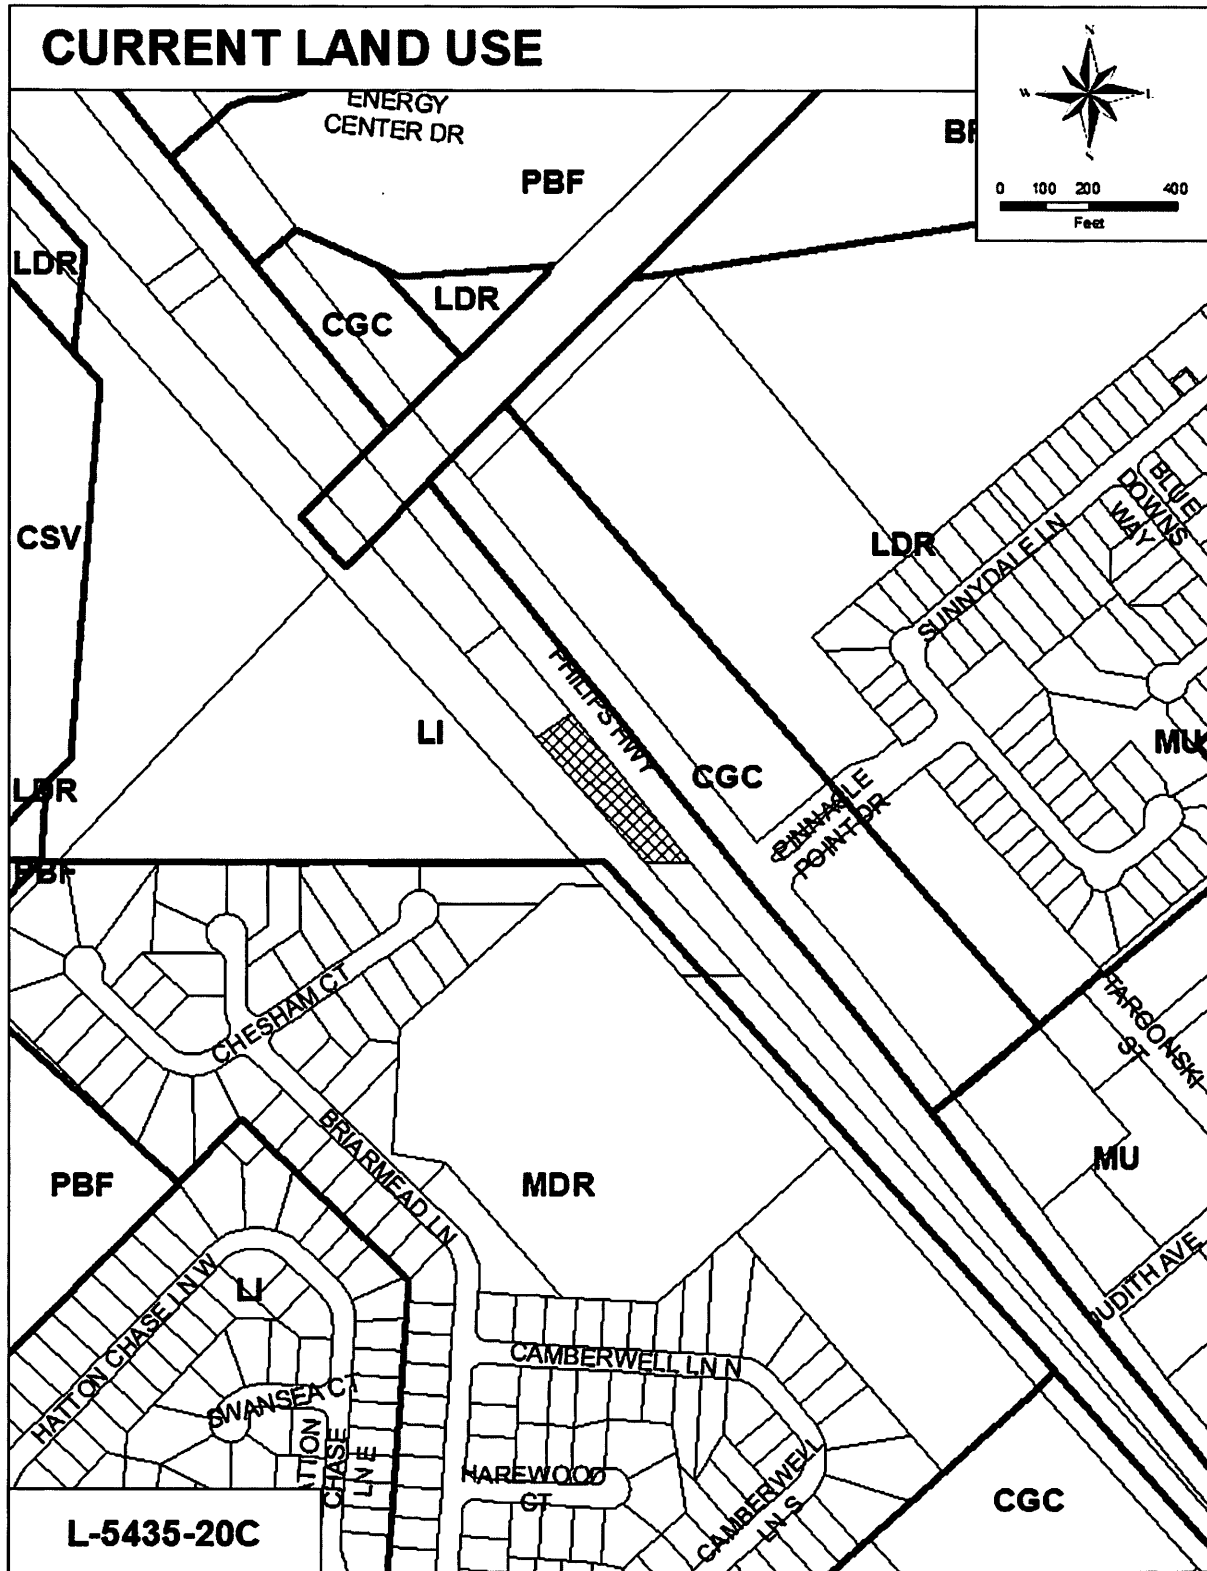 CURRENT LAND USE
N
W
S
0 100 200 400
Feet
ENERGY
CENTER DR
PBF
LDR
LDR
CGC
CSV
LDR
BLUE
DOWNS
WAY
SUNNYDALE LN
PHILIPS HWY
LI
CGC
MU
LDR
PINNACLE
POINT DR
PBF
CHESHAM CT
TARGONSKI
ST
BRIARMEAD LN
PBF
MDR
MU
HATTON CHASE LN W
LI
JUDITH AVE
CAMBERWELL LN N
SWANSEA CT
CHASE
LN E
HAREWOOD
CT
CAMBERWELL
LN S
CGC
L-5435-20C